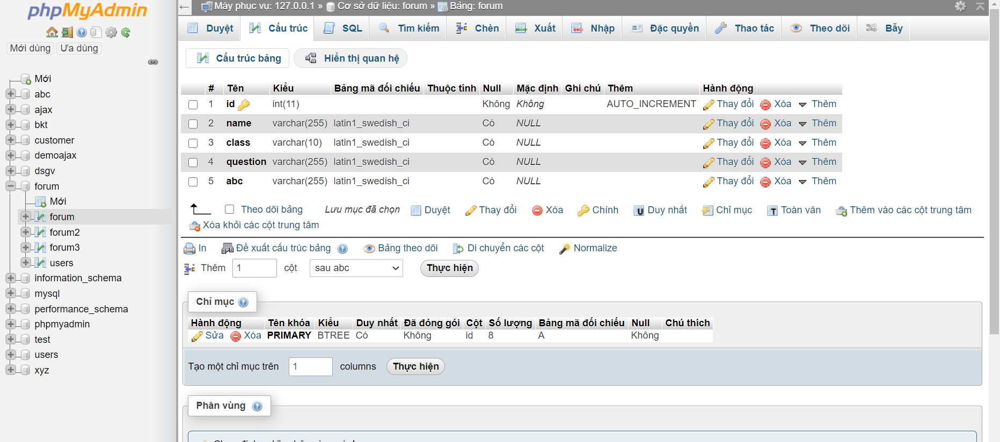 phpMyAdmin
Mới dùng Ưa dùng
Mới
abc
ajax
bkt
customer
demoajax
dsgv
forum
Mới
forum
forum2
forum3
users
information_schema
mysql
performance_schema
phpmyadmin
test
users
xyz
Máy phục vụ: 127.0.0.1 » Cơ sở dữ liệu: forum » Bảng: forum
Duyệt Cấu trúc SQL Tìm kiếm Chèn Xuất Nhập Đặc quyền Thao tác Theo dõi Bẫy
Cấu trúc bảng Hiển thị quan hệ
# Tên Kiểu Bảng mã đối chiếu Thuộc tính Null Mặc định Ghi chú Thêm Hành động
1 id int(11) Không Không AUTO_INCREMENT Thay đổi Xóa Thêm
2 name varchar(255) latin1_swedish_ci Có NULL Thay đổi Xóa Thêm
3 class varchar(10) latin1_swedish_ci Có NULL Thay đổi Xóa Thêm
4 question varchar(255) latin1_swedish_ci Có NULL Thay đổi Xóa Thêm
5 abc varchar(255) latin1_swedish_ci Có NULL Thay đổi Xóa Thêm
Theo dõi bảng Lưu mục đã chọn Duyệt Thay đổi Xóa Chính Duy nhất Chỉ mục Toàn văn Thêm vào các cột trung tâm
Xóa khỏi các cột trung tâm
In Đề xuất cấu trúc bảng Bảng theo dõi Di chuyển các cột Normalize
Thêm 1 cột sau abc Thực hiện
Chỉ mục
Hành động Tên khóa Kiểu Duy nhất Đã đóng gói Cột Số lượng Bảng mã đối chiếu Null Chú thích
Sửa Xóa PRIMARY BTREE Có Không id 8 A Không
Tạo một chỉ mục trên 1 columns Thực hiện
Phân vùng